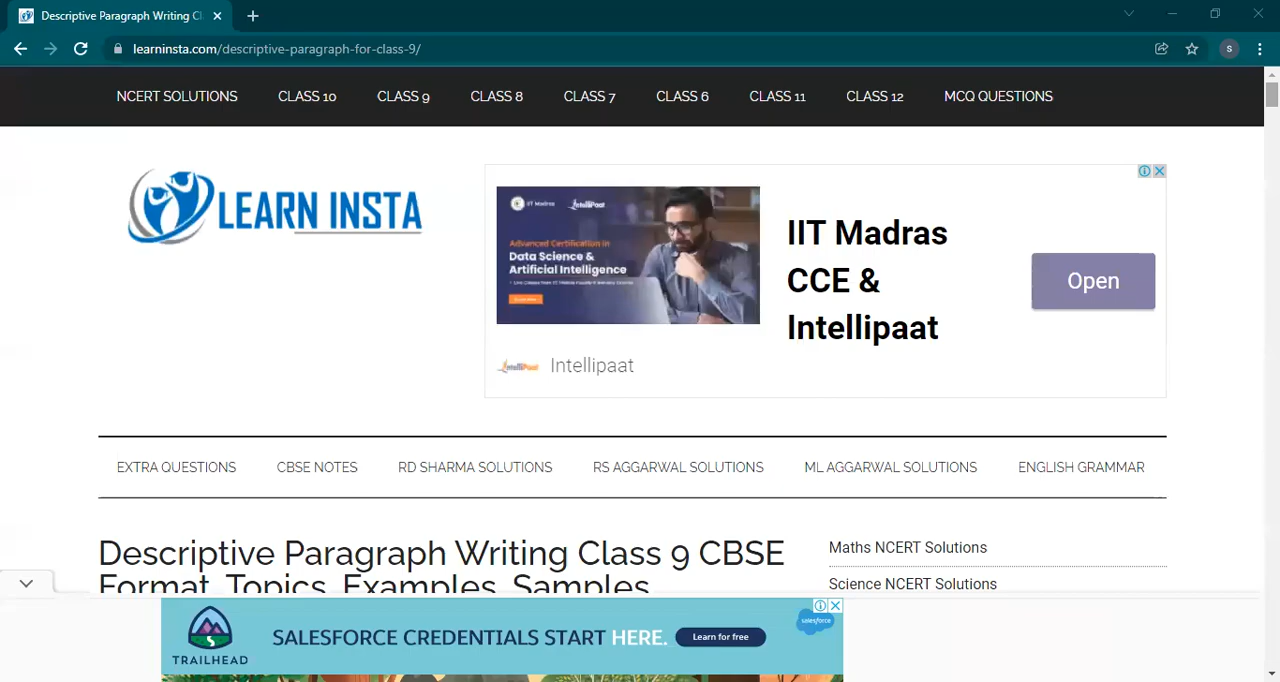 Descriptive Paragraph Writing Cl
learninsta.com/descriptive-paragraph-for-class-9/
S
NCERT SOLUTIONS CLASS 10 CLASS 9 CLASS 8 CLASS 7 CLASS 6 CLASS 11 CLASS 12 MCQ QUESTIONS
LEARN INSTA
IIT Madras
IntelliPaat
Advanced Certification in
Data Science &
Artificial Intelligence
IIT Madras
CCE &
Intellipaat
Open
IntelliPaat
Intellipaat
EXTRA QUESTIONS CBSE NOTES RD SHARMA SOLUTIONS RS AGGARWAL SOLUTIONS ML AGGARWAL SOLUTIONS ENGLISH GRAMMAR
Descriptive Paragraph Writing Class 9 CBSE
Format, Topics, Examples, Samples
Maths NCERT Solutions
Science NCERT Solutions
TRAILHEAD
SALESFORCE CREDENTIALS START HERE.
Learn for free
salesforce